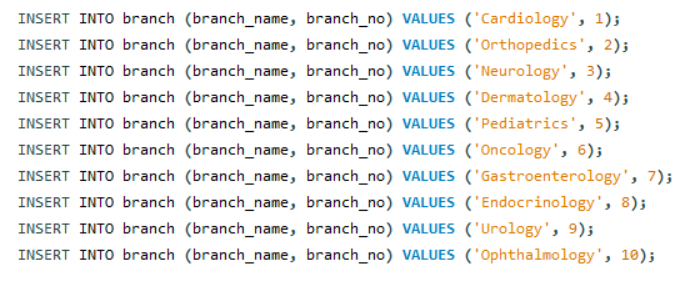 INSERT INTO branch (branch_name, branch_no) VALUES ('Cardiology', 1);
INSERT INTO branch (branch_name, branch_no) VALUES ('Orthopedics', 2);
INSERT INTO branch (branch_name, branch_no) VALUES ('Neurology', 3);
INSERT INTO branch (branch_name, branch_no) VALUES ('Dermatology', 4);
INSERT INTO branch (branch_name, branch_no) VALUES ('Pediatrics', 5);
INSERT INTO branch (branch_name, branch_no) VALUES ('Oncology', 6);
INSERT INTO branch (branch_name, branch_no) VALUES ('Gastroenterology', 7);
INSERT INTO branch (branch_name, branch_no) VALUES ('Endocrinology', 8);
INSERT INTO branch (branch_name, branch_no) VALUES ('Urology', 9);
INSERT INTO branch (branch_name, branch_no) VALUES ('Ophthalmology', 10);